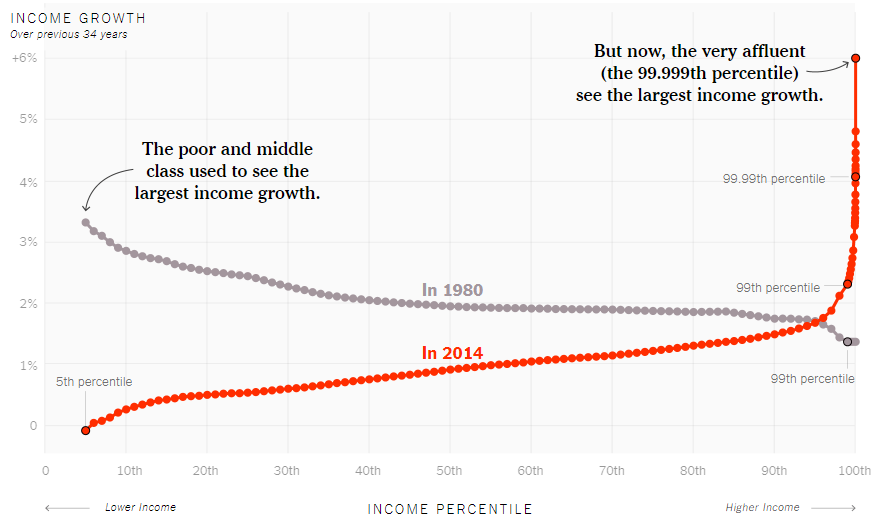 INCOME GROWTH
Over previous 34 years
+6%
5%
4%
3%
2%
1%
0
But now, the very affluent
(the 99.999th percentile)
see the largest income growth.
The poor and middle
class used to see the
largest income growth.
99.99th percentile
99th percentile
In 1980
In 2014
5th percentile
99th percentile
0
10th
20th
30th
40th
50th
60th
70th
80th
90th
100th
Lower Income
INCOME PERCENTILE
Higher Income